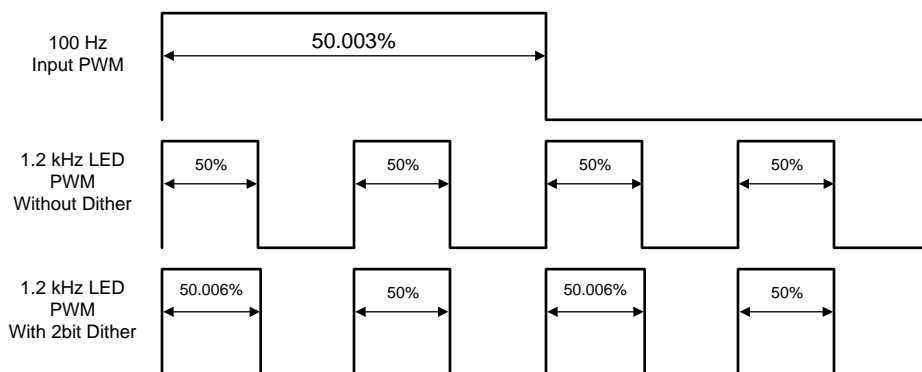 100 Hz
Input PWM
50.003%
1.2 kHz LED
PWM
Without Dither
50%
50%
50%
50%
1.2 kHz LED
PWM
With 2bit Dither
50.006%
50%
50.006%
50%